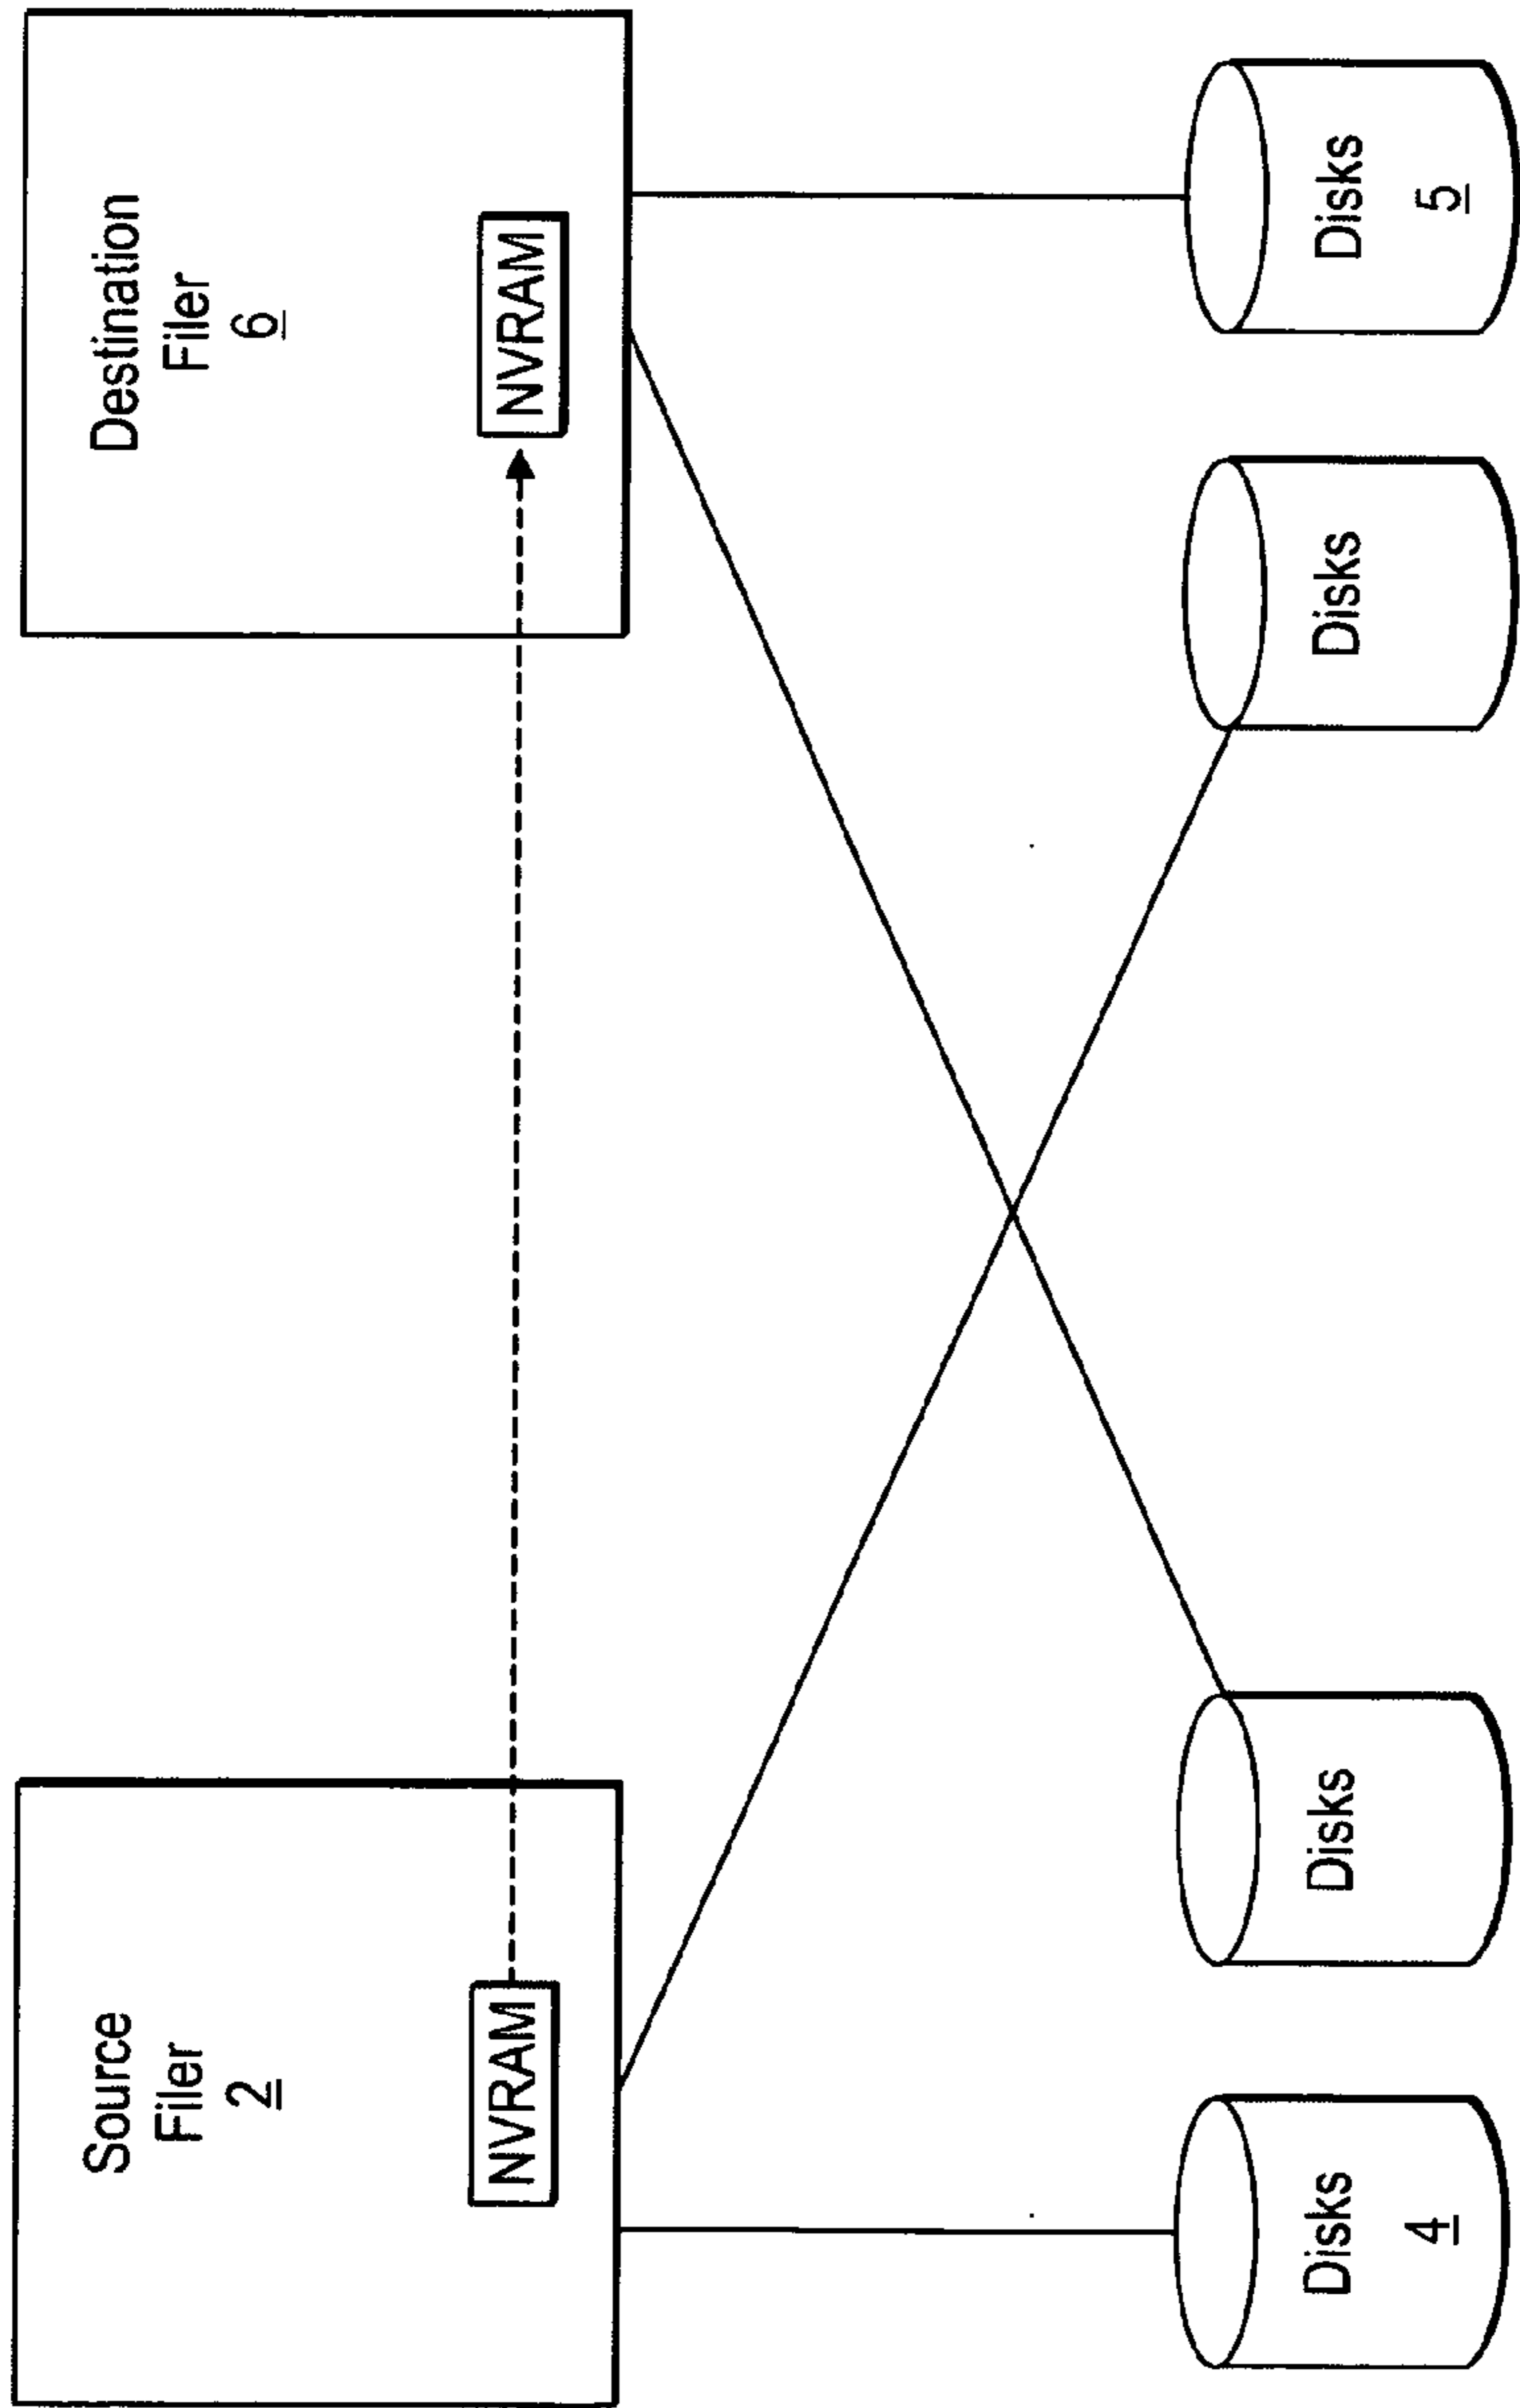 Source
Filer
2
NVRAM
Destination
Filer
6
NVRAM
Disks
4
Disks
Disks
Disks
5